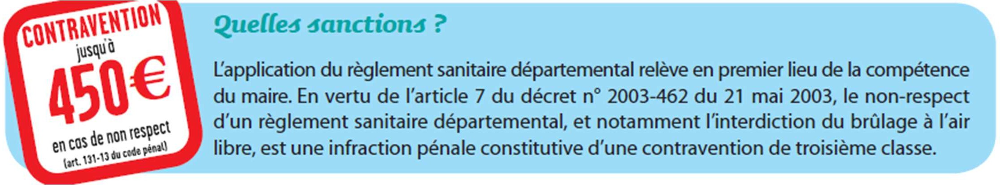 CONTRAVENTION
jusqu'à
450€
en cas de non respect
(art. 131-13 du code pénal)
Quelles sanctions ?
L'application du règlement sanitaire départemental relève en premier lieu de la compétence
du maire. En vertu de l'article 7 du décret n° 2003-462 du 21 mai 2003, le non-respect
d'un règlement sanitaire départemental, et notamment l'interdiction du brûlage à l'air
libre, est une infraction pénale constitutive d'une contravention de troisième classe.